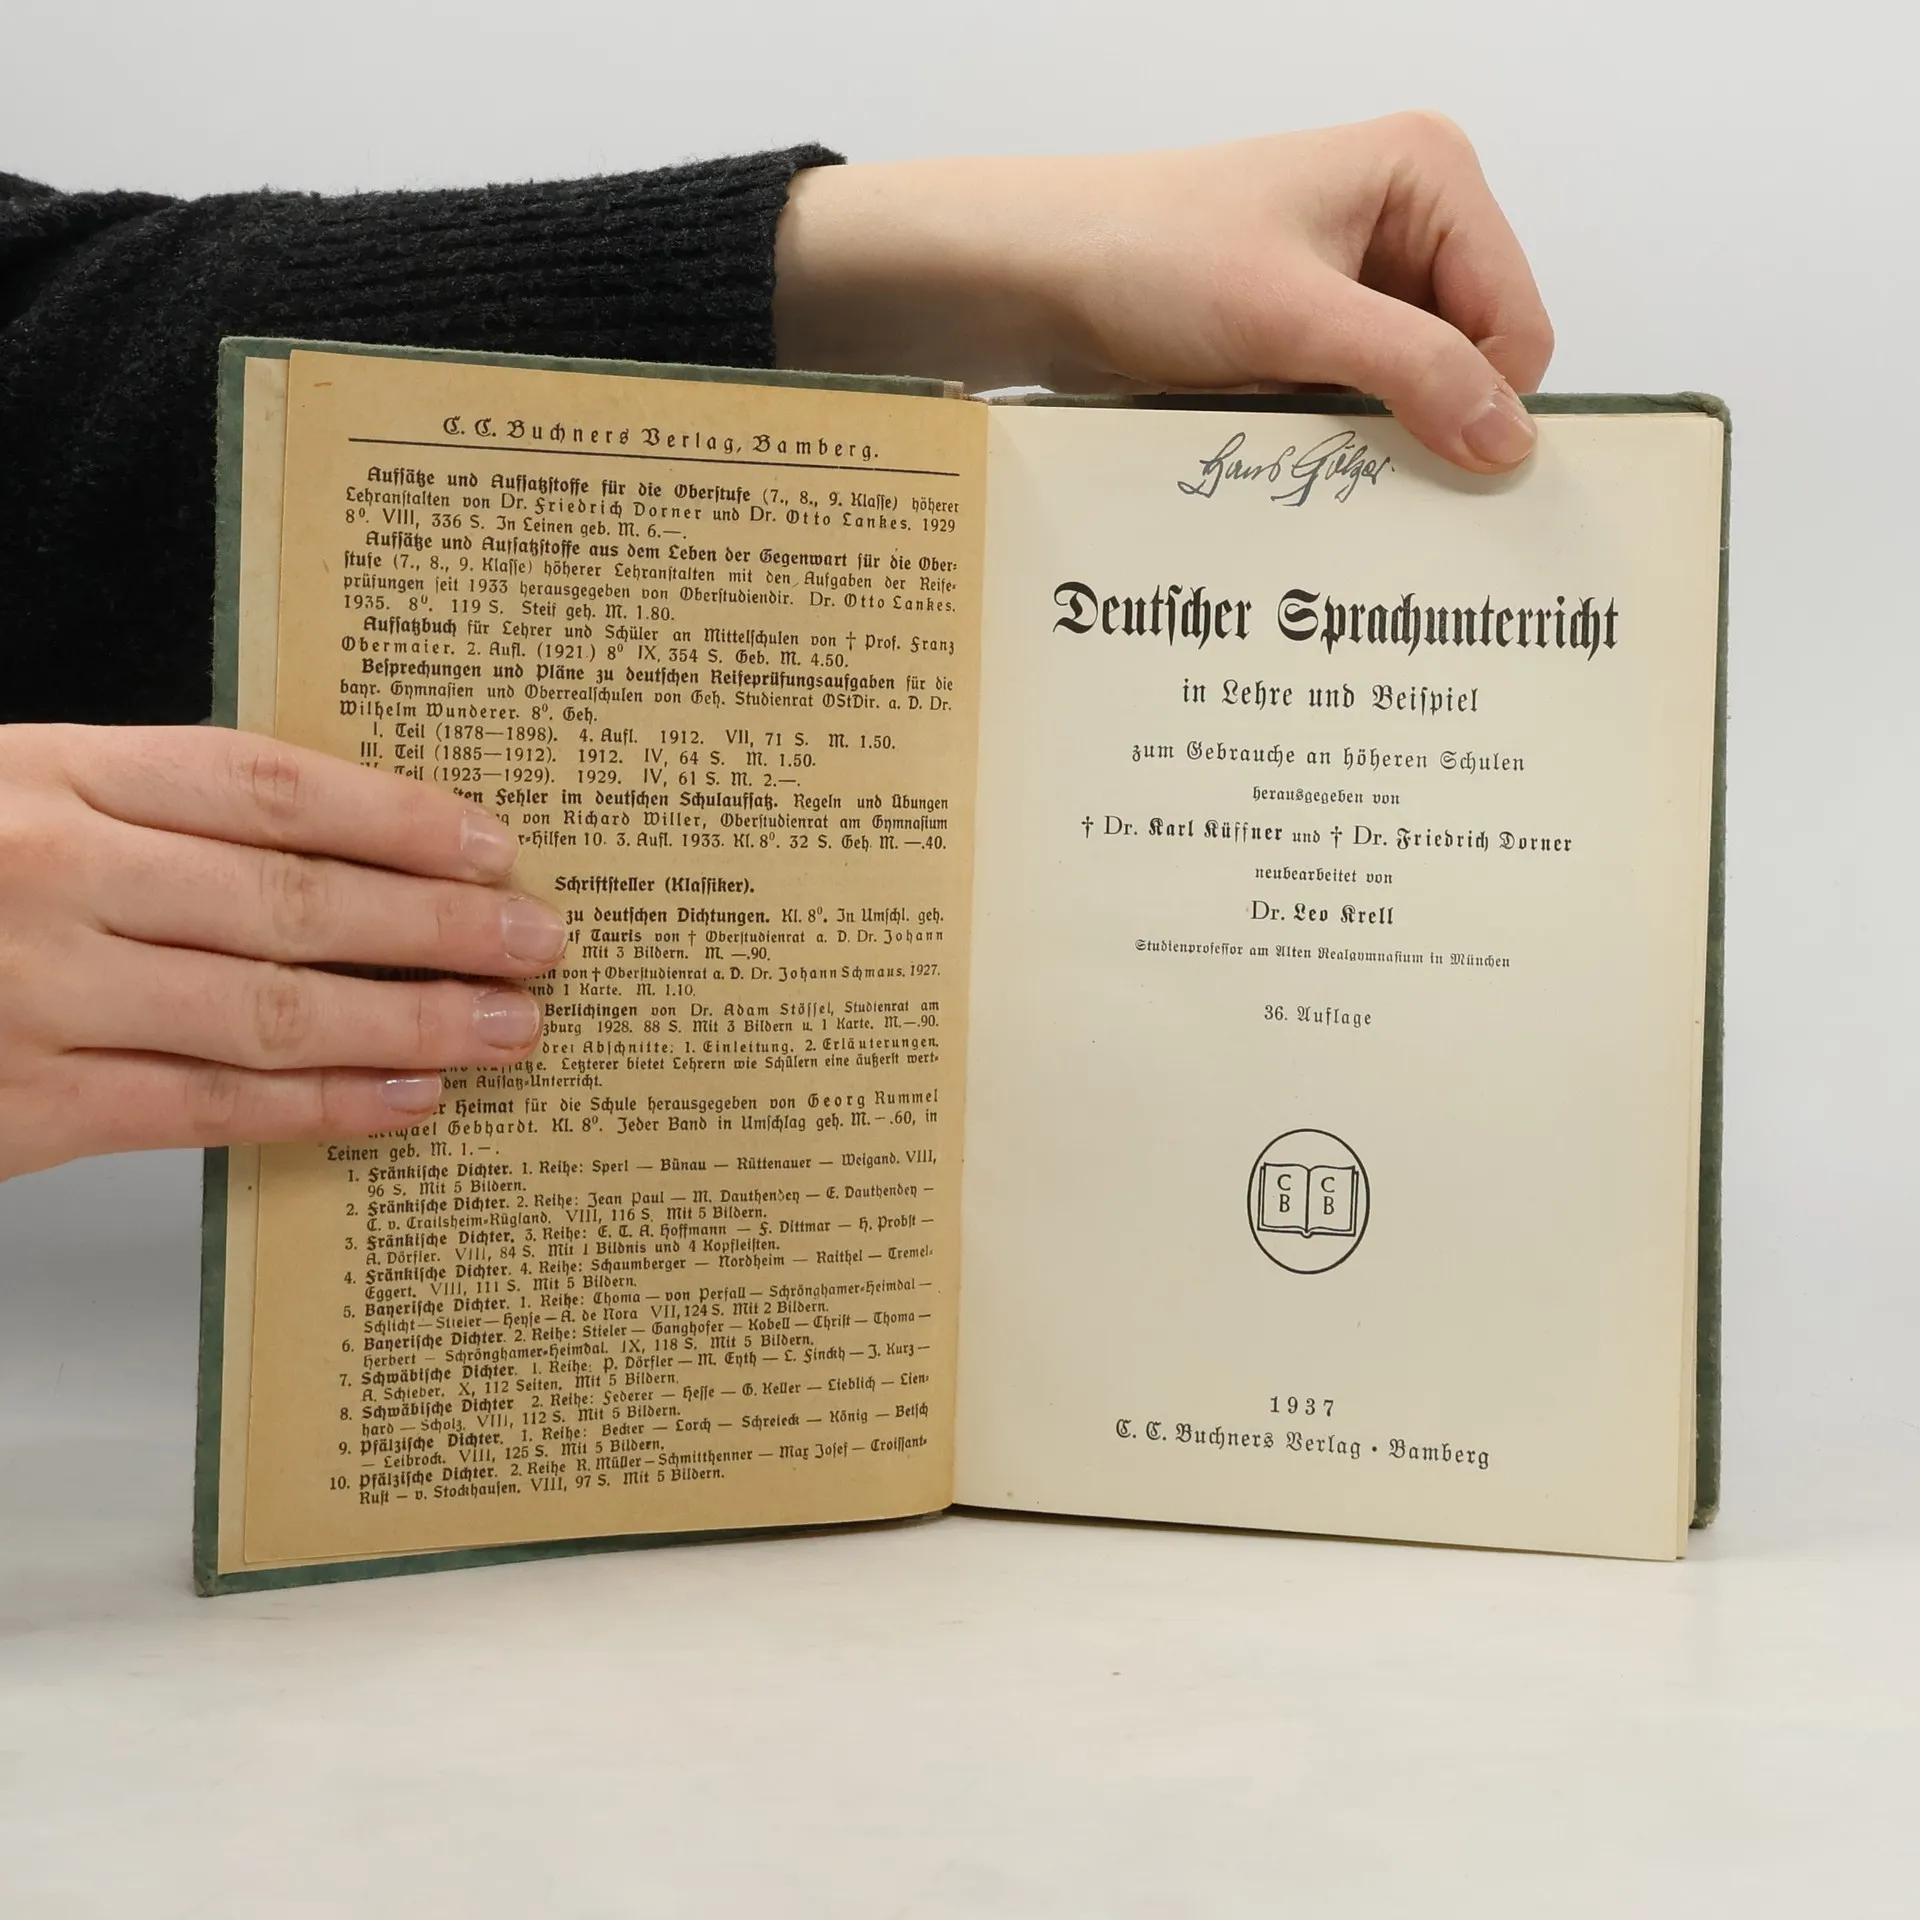 C. C. Buchners Verlag, Bamberg.
Aufsätze und Aufsatzstoffe für die Oberstufe (7., 8., 9. Klasse) höherer
Lehranstalten von Dr. Friedrich Dorner und Dr. Otto Lankes. 1929
8⁰. VIII, 336 S. In Leinen geb. M. 6.—.
Aufsätze und Aufsatzstoffe aus dem Leben der Gegenwart für die Ober-
stufe (7., 8., 9. Klasse) höherer Lehranstalten mit den Aufgaben der Reife-
prüfungen seit 1933 herausgegeben von Oberstudiendir. Dr. Otto Lankes.
1935. 8⁰. 119 S. Steif geh. M. 1.80.
Aufsatzbuch für Lehrer und Schüler an Mittelschulen von † Prof. Franz
Obermaier. 2. Aufl. (1921) 8⁰ IX, 354 S. Geb. M. 4.50.
Besprechungen und Pläne zu deutschen Reifeprüfungsaufgaben für die
bayr. Gymnasien und Oberrealschulen von Geh. Studienrat OStDir. a. D. Dr.
Wilhelm Wunderer. 8⁰. Geh.
I. Teil (1878—1898). 4. Aufl. 1912. VII, 71 S. M. 1.50.
III. Teil (1885—1912). 1912. IV, 64 S. M. 1.50.
Teil (1923—1929). 1929. IV, 61 S. M. 2.—.
Fehler im deutschen Schulaufsatz. Regeln und Übungen
von Richard Willer, Oberstudienrat am Gymnasium
r-Hilfen 10. 3. Aufl. 1933. Kl. 8⁰. 32 S. Geh. M. —.40.
Schriftsteller (Klassiker).
zu deutschen Dichtungen. Kl. 8⁰. In Umschl. geh.
uf Tauris von † Oberstudienrat a. D. Dr. Johann
Mit 3 Bildern. M. —.90.
von † Oberstudienrat a. D. Dr. Johann Schmaus. 1927.
und 1 Karte. M. 1.10.
Berlichingen von Dr. Adam Stössel, Studienrat am
zburg 1928. 88 S. Mit 3 Bildern u. 1 Karte. M.—.90.
drei Abschnitte: 1. Einleitung. 2. Erläuterungen.
Letzterer bietet Lehrern wie Schülern eine äußerst wert-
den Aufsatz-Unterricht.
r Heimat für die Schule herausgegeben von Georg Rummel
Gebhardt. Kl. 8⁰. Jeder Band in Umschlag geh. M. —.60, in
Leinen geb. M. 1.—.
1. Fränkische Dichter. 1. Reihe: Sperl — Bünau — Rüttenauer — Weigand. VIII,
96 S. Mit 5 Bildern.
2. Fränkische Dichter. 2. Reihe: Jean Paul — M. Dauthendey — E. Dauthendey —
C. v. Crailsheim-Rügland. VIII, 116 S. Mit 5 Bildern.
3. Fränkische Dichter. 3. Reihe: E. T. A. Hoffmann — F. Dittmar — H. Probst —
A. Dörfler. VIII, 84 S. Mit 1 Bildnis und 4 Kopfleisten.
4. Fränkische Dichter. 4. Reihe: Schaumberger — Nordheim — Raithel — Tremel-
Eggert. VIII, 111 S. Mit 5 Bildern.
5. Bayerische Dichter. 1. Reihe: Thoma — von Perfall — Schrönghamer-Heimdal —
Schlicht — Stieler — Heyse — A. de Nora VII, 124 S. Mit 2 Bildern.
6. Bayerische Dichter. 2. Reihe: Stieler — Ganghofer — Kobell — Christ — Thoma —
Herbert — Schrönghamer-Heimdal. IX, 118 S. Mit 5 Bildern.
7. Schwäbische Dichter. 1. Reihe: P. Dörfler — M. Eyth — L. Finckh — J. Kurz —
A. Schieber. X, 112 Seiten. Mit 5 Bildern.
8. Schwäbische Dichter 2. Reihe: Federer — Hesse — G. Keller — Lieblich — Lien-
hard — Scholz. VIII, 112 S. Mit 5 Bildern.
9. Pfälzische Dichter. 1. Reihe: Becker — Lorch — Schreieck — König — Betsch
— Leibrock. VIII, 125 S. Mit 5 Bildern.
10. Pfälzische Dichter. 2. Reihe R. Müller — Schmitthenner — Max Josef — Croissant-
Rust — v. Stockhausen. VIII, 97 S. Mit 5 Bildern.
Hans Gölzer.
Deutscher Sprachunterricht
in Lehre und Beispiel
zum Gebrauche an höheren Schulen
herausgegeben von
† Dr. Karl Küffner und † Dr. Friedrich Dorner
neubearbeitet von
Dr. Leo Krell
Studienprofessor am Alten Realgymnasium in München
36. Auflage
C C
B B
1937
C. C. Buchners Verlag · Bamberg